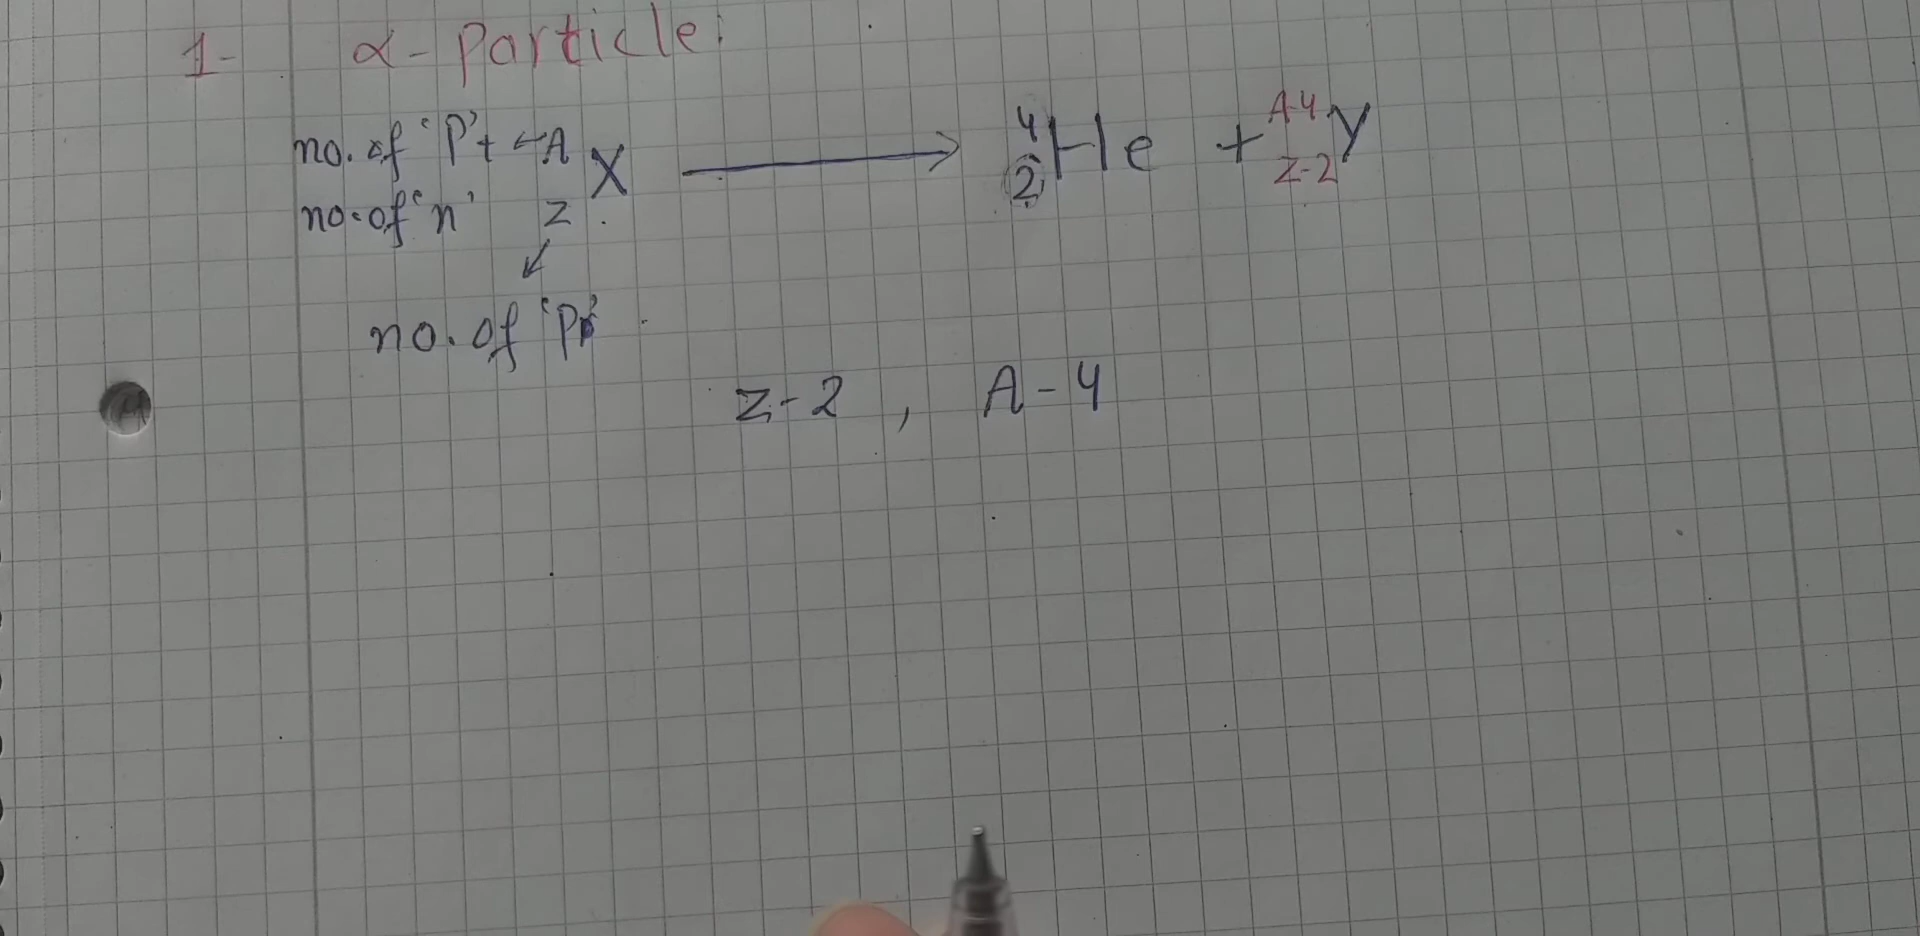 1- α-Particle:
no. of 'P' + ← A X → 4 2 He + A-4 Z-2 Y
no. of 'n' Z
↙
no. of 'P'
Z-2 , A-4